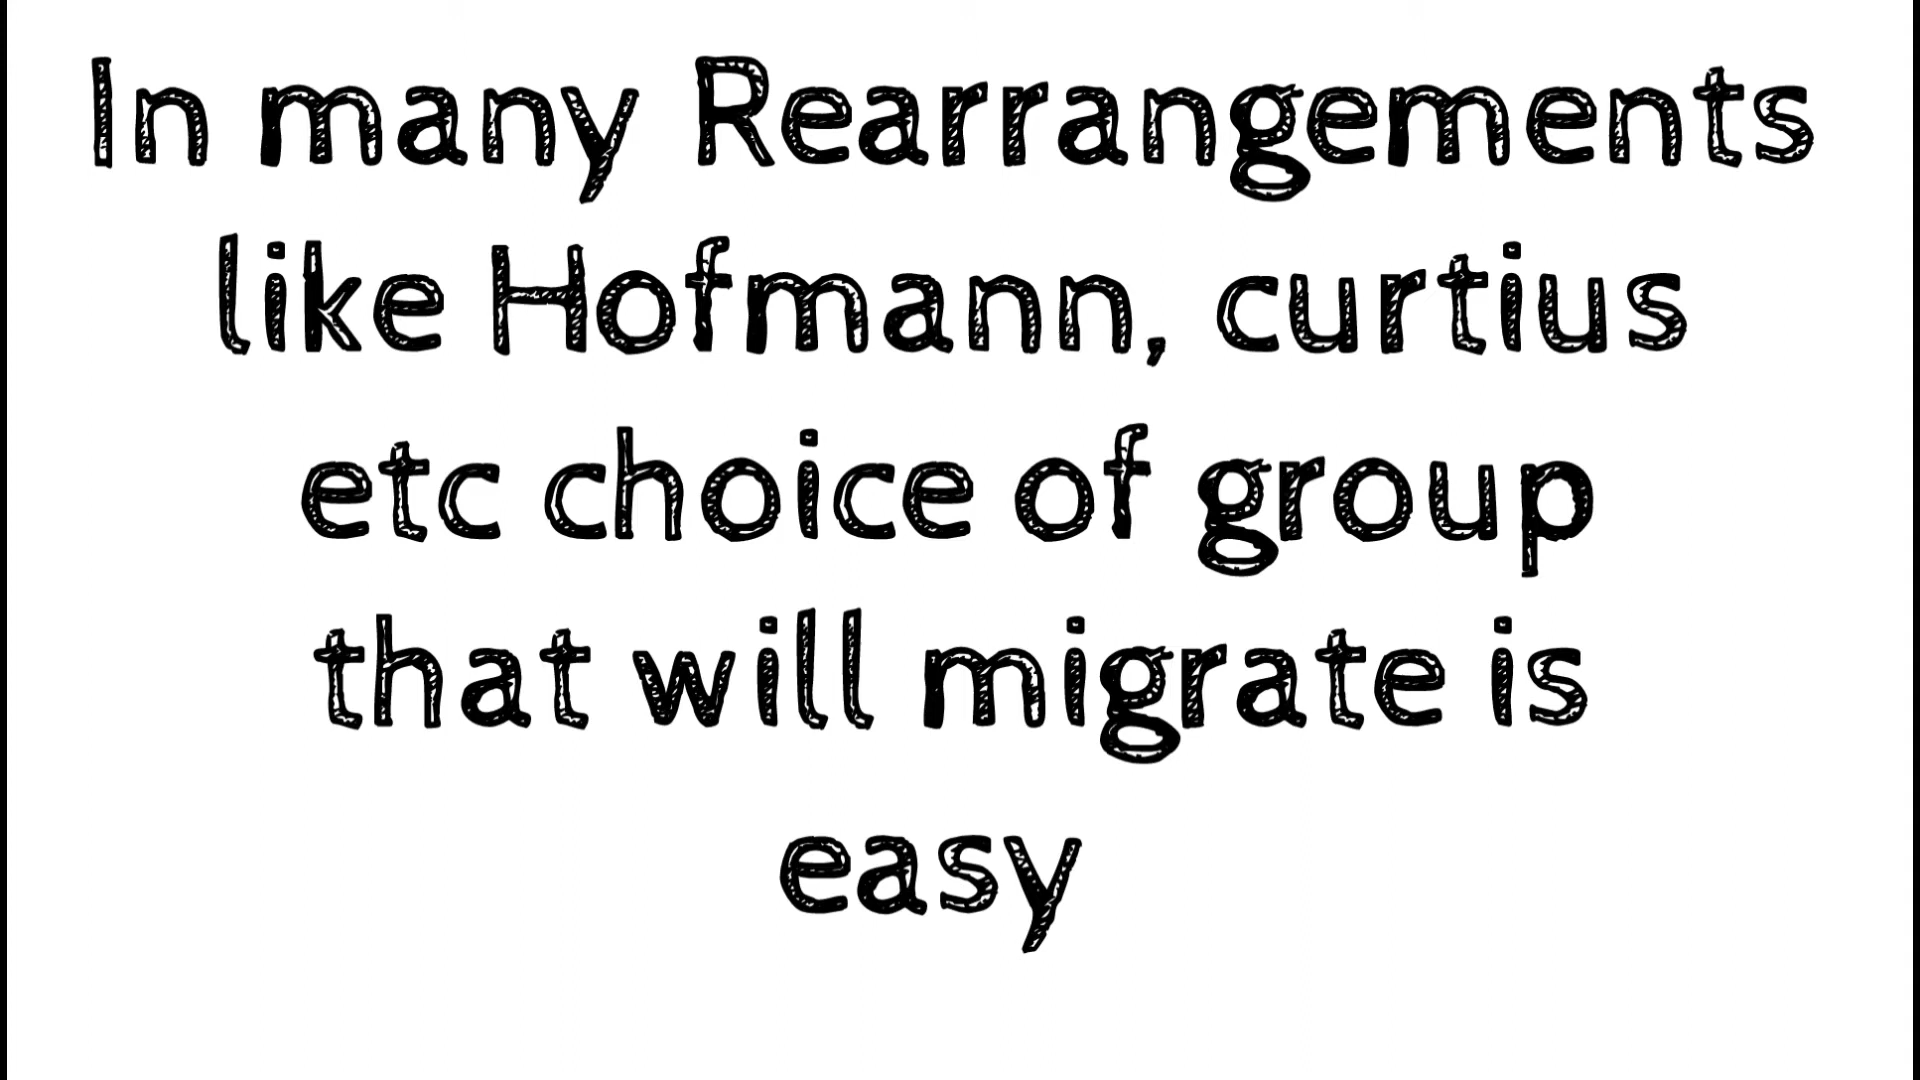 In many Rearrangements
like Hofmann, curtius
etc choice of group
that will migrate is
easy